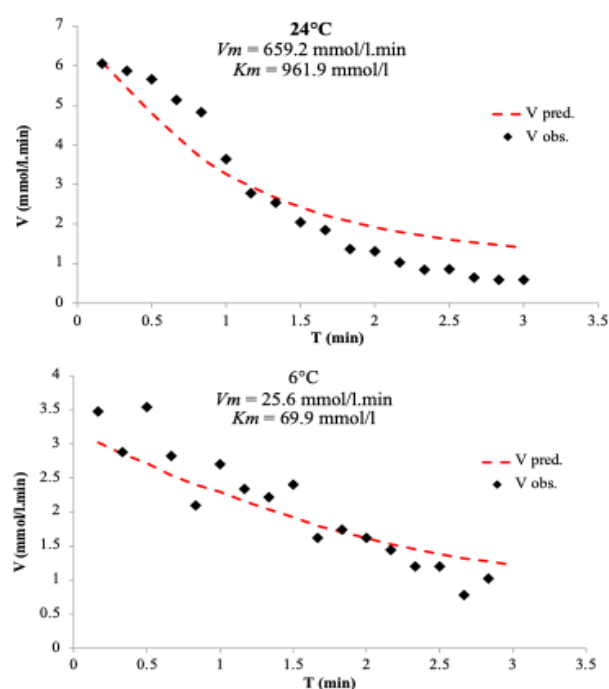 24°C
Vm = 659.2 mmol/l.min
Km = 961.9 mmol/l
7
6
5
4
3
2
1
0
V (mmol/l.min)
V pred.
V obs.
0
0.5
1
1.5
2
2.5
3
3.5
T (min)
6°C
Vm = 25.6 mmol/l.min
Km = 69.9 mmol/l
4
3.5
3
2.5
2
1.5
1
0.5
0
V (mmol/l.min)
V pred.
V obs.
0
0.5
1
1.5
2
2.5
3
3.5
T (min)